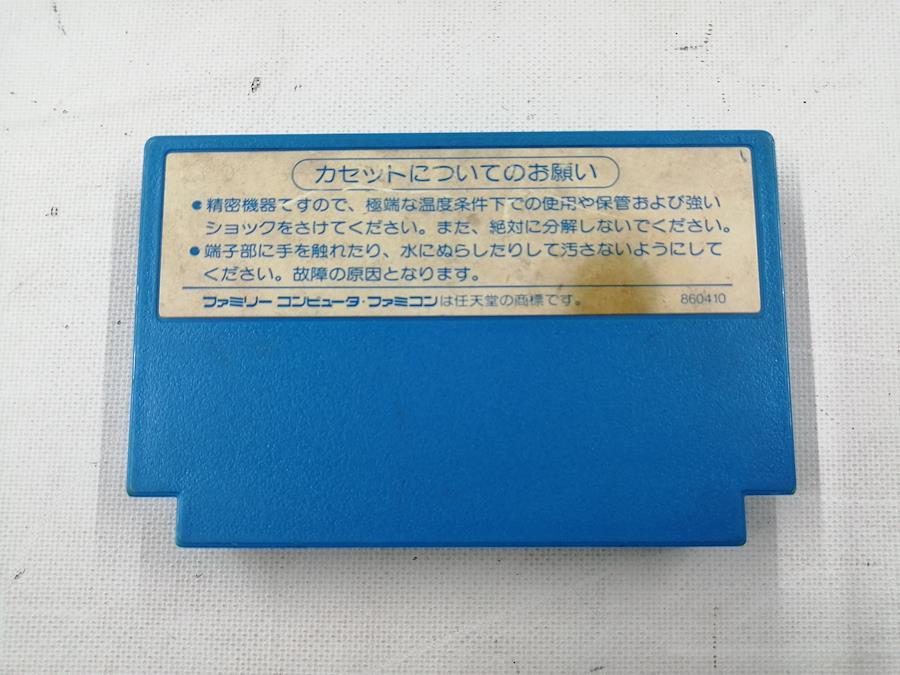 カセットについてのお願い
●精密機器ですので、極端な温度条件下での使用や保管および強い
ショックをさけてください。また、絶対に分解しないでください。
●端子部に手を触れたり、水にぬらしたりして汚さないようにして
ください。故障の原因となります。
ファミリーコンピュータ・ファミコンは任天堂の商標です。 860410